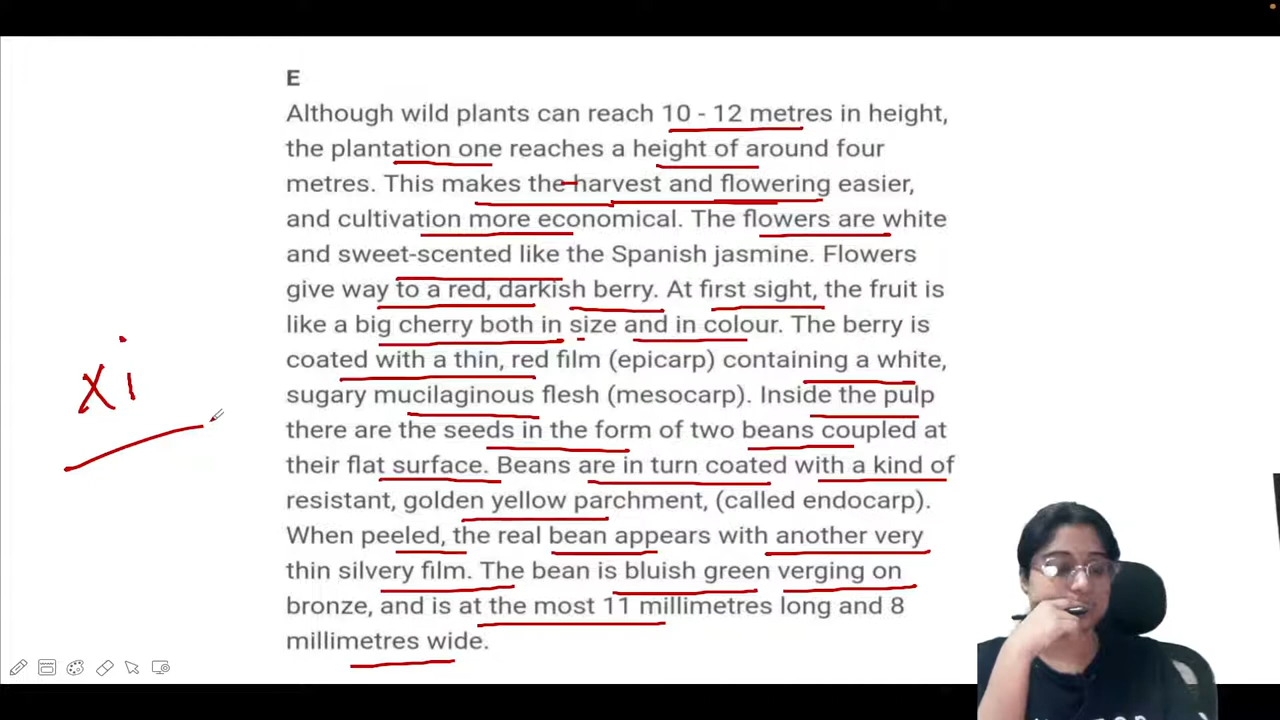 E
Although wild plants can reach 10 - 12 metres in height,
the plantation one reaches a height of around four
metres. This makes the harvest and flowering easier,
and cultivation more economical. The flowers are white
and sweet-scented like the Spanish jasmine. Flowers
give way to a red, darkish berry. At first sight, the fruit is
like a big cherry both in size and in colour. The berry is
coated with a thin, red film (epicarp) containing a white,
sugary mucilaginous flesh (mesocarp). Inside the pulp
there are the seeds in the form of two beans coupled at
their flat surface. Beans are in turn coated with a kind of
resistant, golden yellow parchment, (called endocarp).
When peeled, the real bean appears with another very
thin silvery film. The bean is bluish green verging on
bronze, and is at the most 11 millimetres long and 8
millimetres wide.
xi